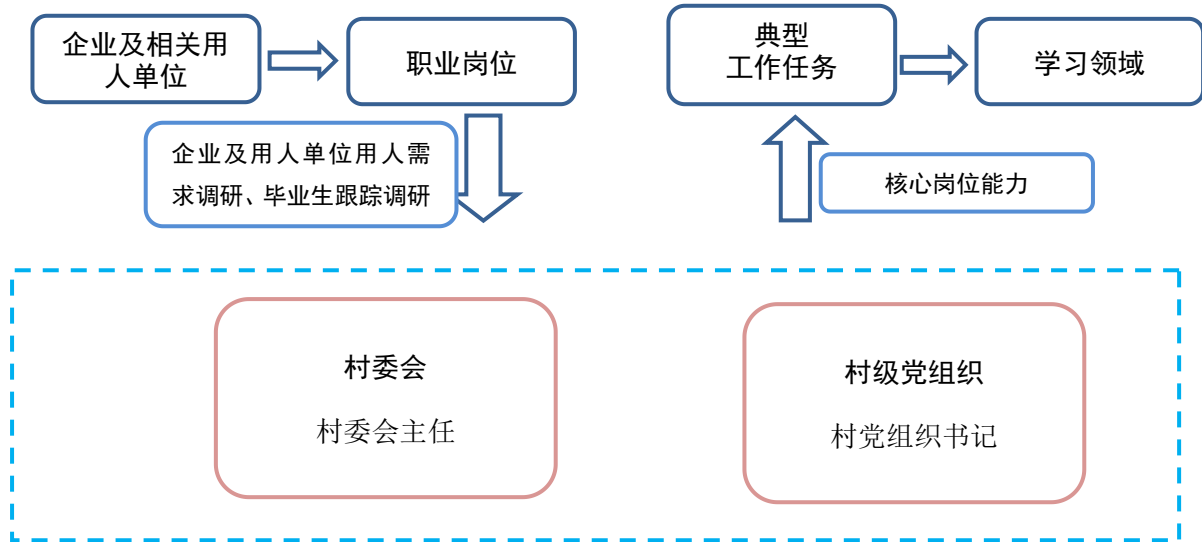 企业及相关用
人单位
职业岗位
典型
工作任务
学习领域
企业及用人单位用人需
求调研、毕业生跟踪调研
核心岗位能力
村委会
村委会主任
村级党组织
村党组织书记